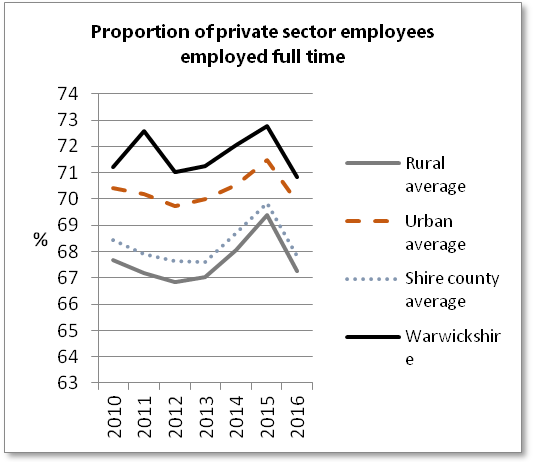 Proportion of private sector employees
employed full time
74
73
72
71
70
69
68
67
66
65
64
63
%
2010
2011
2012
2013
2014
2015
2016
Rural
average
Urban
average
Shire county
average
Warwickshir
e